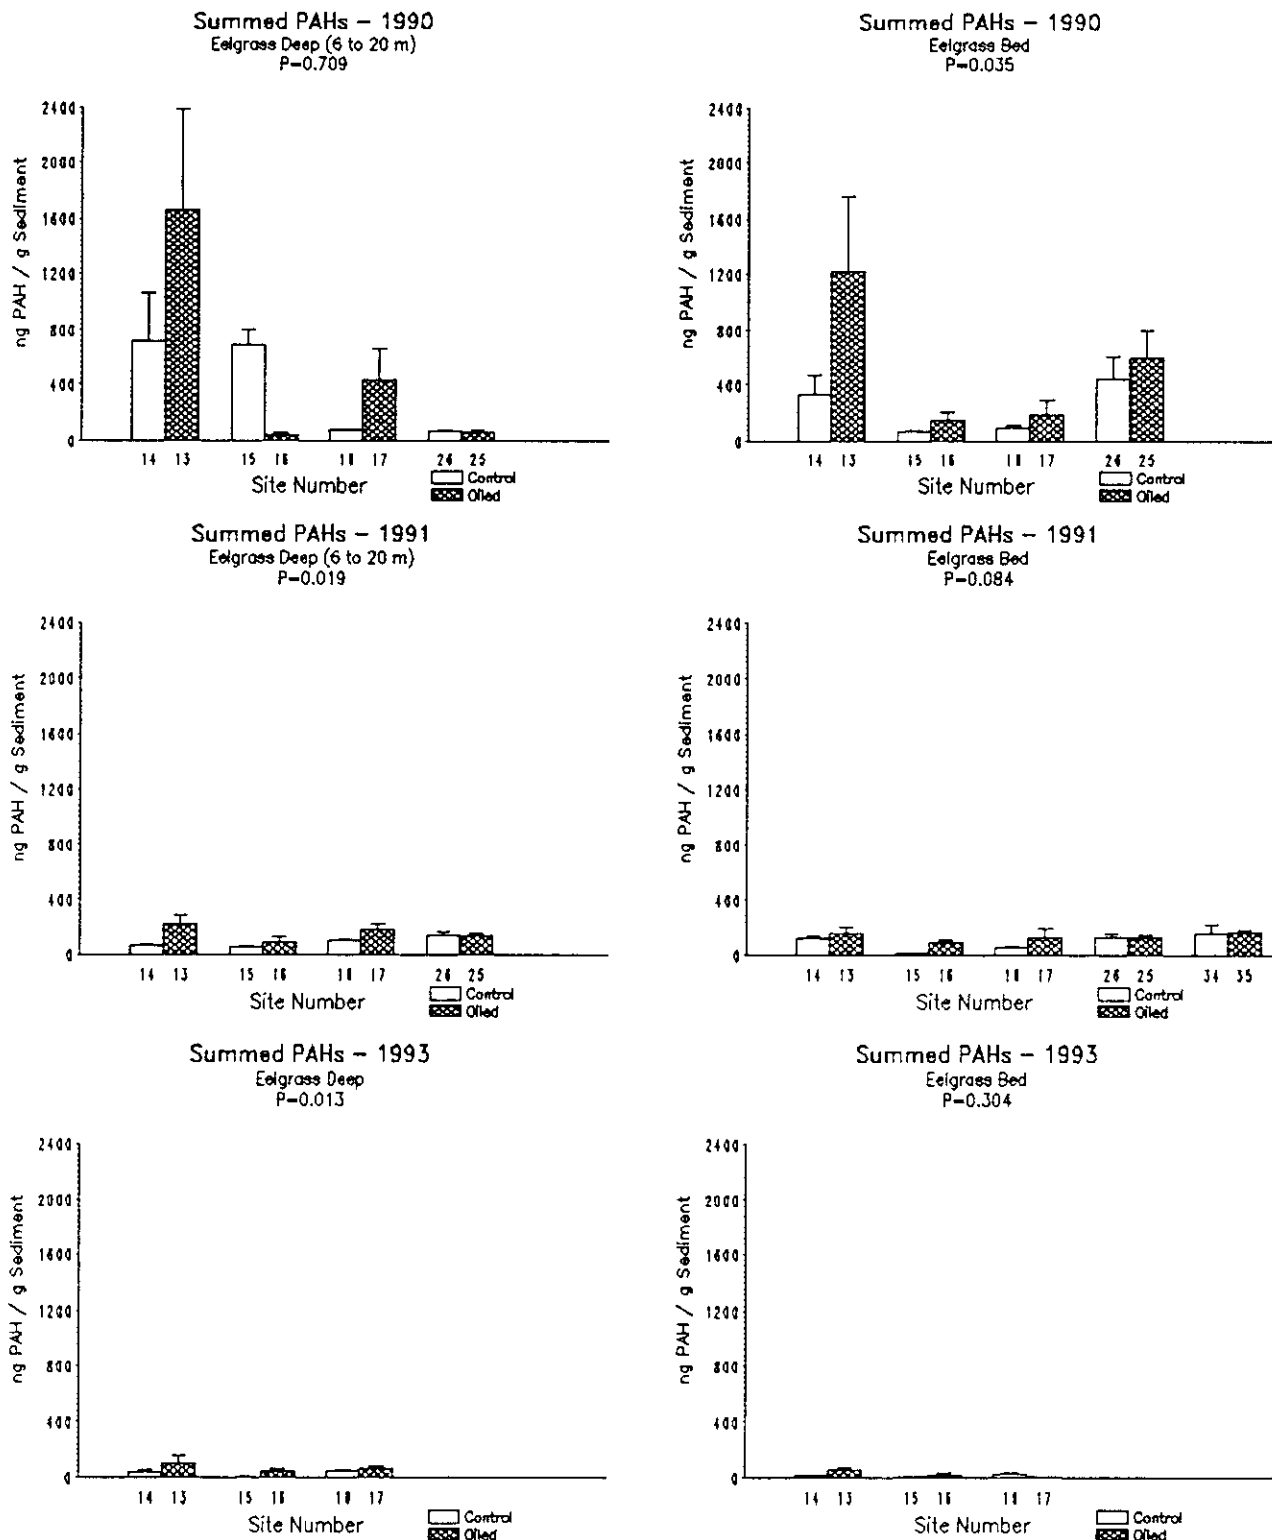 Summed PAHs – 1990
Eelgrass Deep (6 to 20 m)
P=0.709
ng PAH / g Sediment
2400
2000
1600
1200
800
400
0
14 13 15 16 18 17 26 25
Site Number
Control
Oiled
Summed PAHs – 1990
Eelgrass Bed
P=0.035
ng PAH / g Sediment
2400
2000
1600
1200
800
400
0
14 13 15 16 18 17 26 25
Site Number
Control
Oiled
Summed PAHs – 1991
Eelgrass Deep (6 to 20 m)
P=0.019
ng PAH / g Sediment
2400
2000
1600
1200
800
400
0
14 13 15 16 18 17 26 25
Site Number
Control
Oiled
Summed PAHs – 1991
Eelgrass Bed
P=0.084
ng PAH / g Sediment
2400
2000
1600
1200
800
400
0
14 13 15 16 18 17 26 25 34 35
Site Number
Control
Oiled
Summed PAHs – 1993
Eelgrass Deep
P=0.013
ng PAH / g Sediment
2400
2000
1600
1200
800
400
0
14 13 15 16 18 17
Site Number
Control
Oiled
Summed PAHs – 1993
Eelgrass Bed
P=0.304
ng PAH / g Sediment
2400
2000
1600
1200
800
400
0
14 13 15 16 18 17
Site Number
Control
Oiled